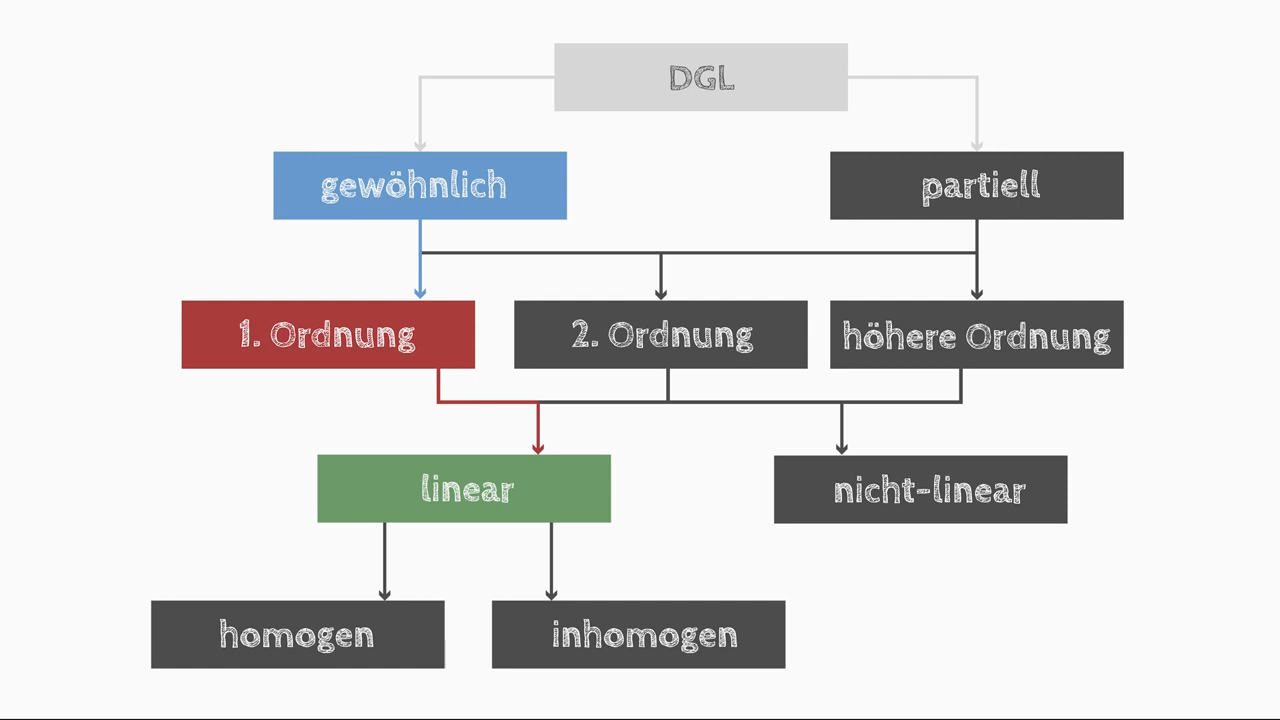 DGL
gewöhnlich
partiell
1. Ordnung
2. Ordnung
höhere Ordnung
linear
nicht-linear
homogen
inhomogen